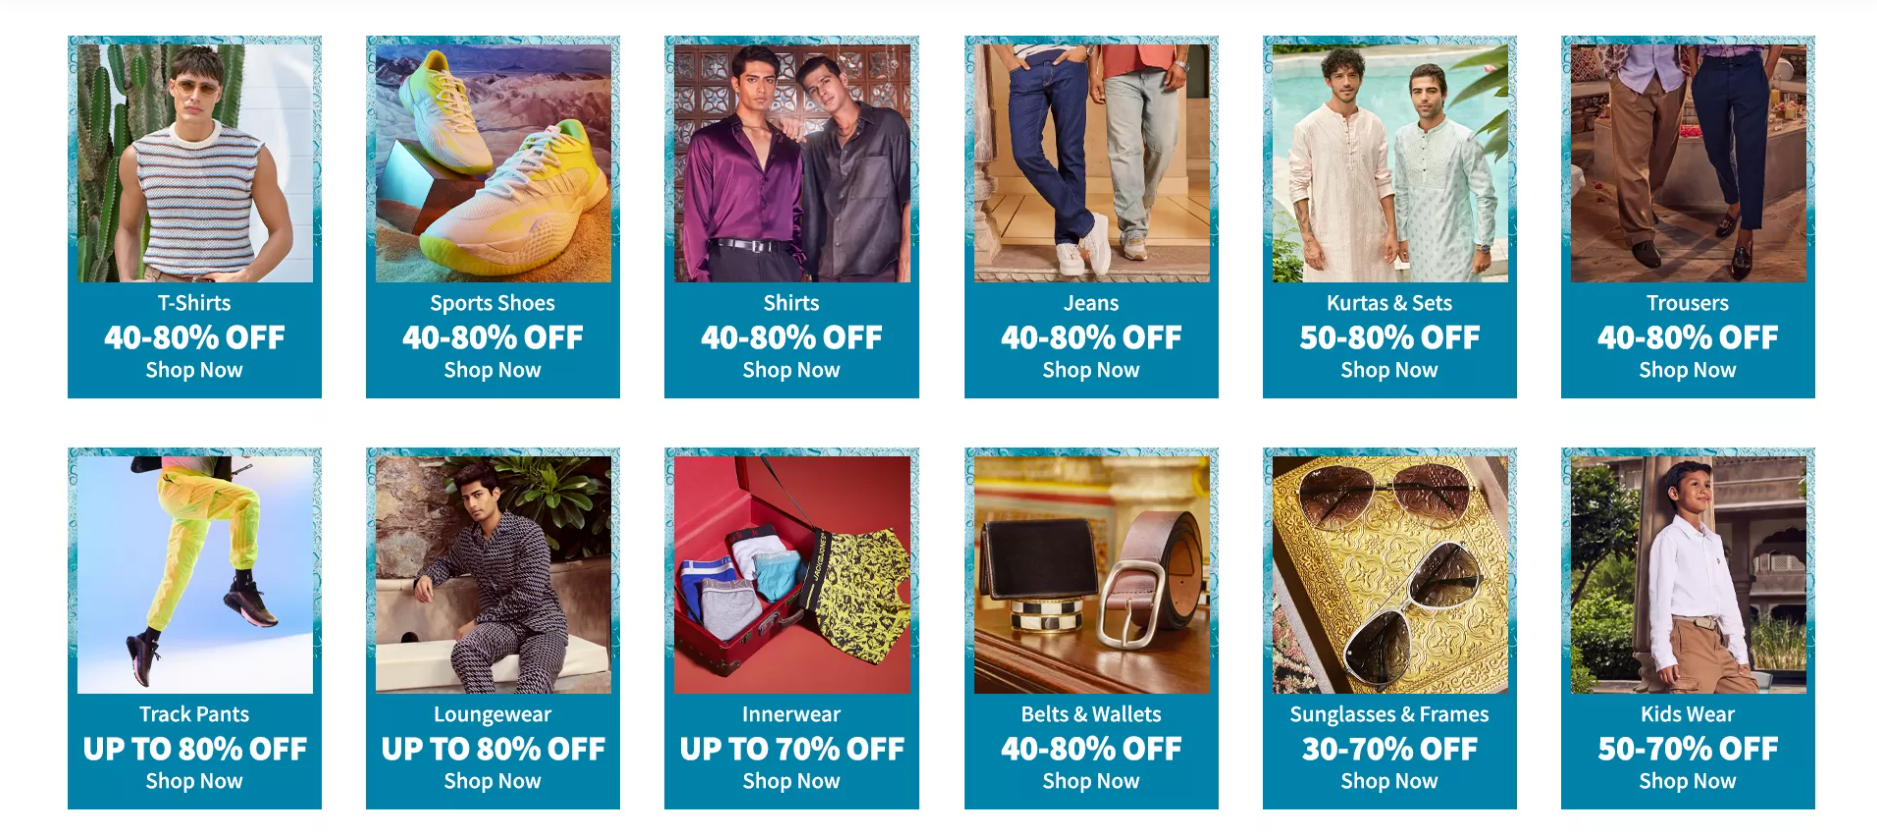 T-Shirts
40-80% OFF
Shop Now
Sports Shoes
40-80% OFF
Shop Now
Shirts
40-80% OFF
Shop Now
Jeans
40-80% OFF
Shop Now
Kurtas & Sets
50-80% OFF
Shop Now
Trousers
40-80% OFF
Shop Now
Track Pants
UP TO 80% OFF
Shop Now
Loungewear
UP TO 80% OFF
Shop Now
JACK&JONES
Innerwear
UP TO 70% OFF
Shop Now
Belts & Wallets
40-80% OFF
Shop Now
Sunglasses & Frames
30-70% OFF
Shop Now
Kids Wear
50-70% OFF
Shop Now